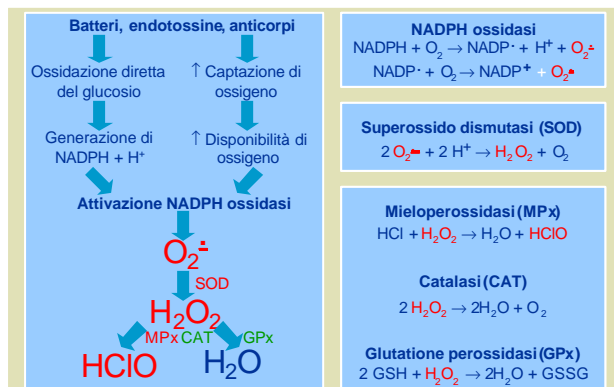 Batteri, endotossine, anticorpi
Ossidazione diretta
del glucosio
↑ Captazione di
ossigeno
Generazione di
NADPH + H⁺
↑ Disponibilità di
ossigeno
Attivazione NADPH ossidasi
O₂∸
SOD
H₂O₂
MPx CAT GPx
HClO H₂O
NADPH ossidasi
NADPH + O₂ → NADP· + H⁺ + O₂∸
NADP· + O₂ → NADP⁺ + O₂∸
Superossido dismutasi (SOD)
2 O₂∸ + 2 H⁺ → H₂O₂ + O₂
Mieloperossidasi (MPx)
HCl + H₂O₂ → H₂O + HClO
Catalasi (CAT)
2 H₂O₂ → 2H₂O + O₂
Glutatione perossidasi (GPx)
2 GSH + H₂O₂ → 2H₂O + GSSG